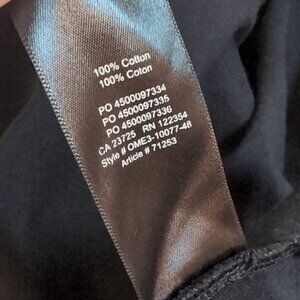 100% Cotton
100% Coton
PO 4500097334
PO 4500097335
PO 4500097336
CA 23725 RN 122354
Style # OME3-10077-48
Article # 71253